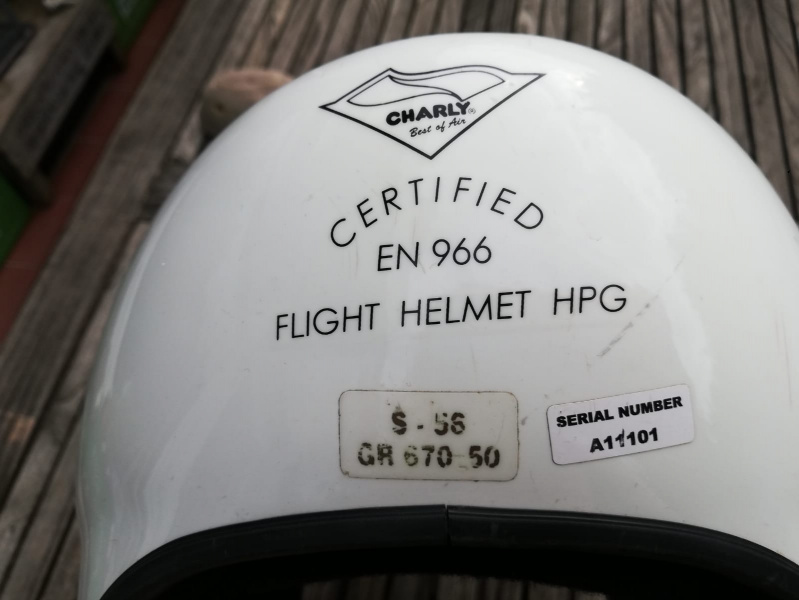 CHARLY®
Best of Air
CERTIFIED
EN 966
FLIGHT HELMET HPG
S - 56
GR 670 50
SERIAL NUMBER
A11101